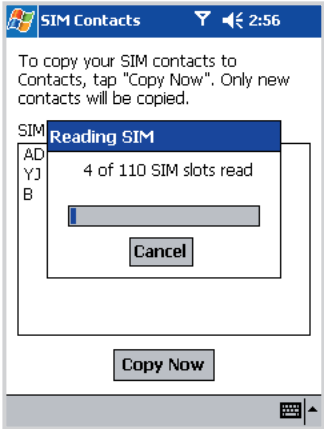 SIM Contacts 2:56
To copy your SIM contacts to
Contacts, tap "Copy Now". Only new
contacts will be copied.
SIM
Reading SIM
AD
YJ
B
4 of 110 SIM slots read
Cancel
Copy Now